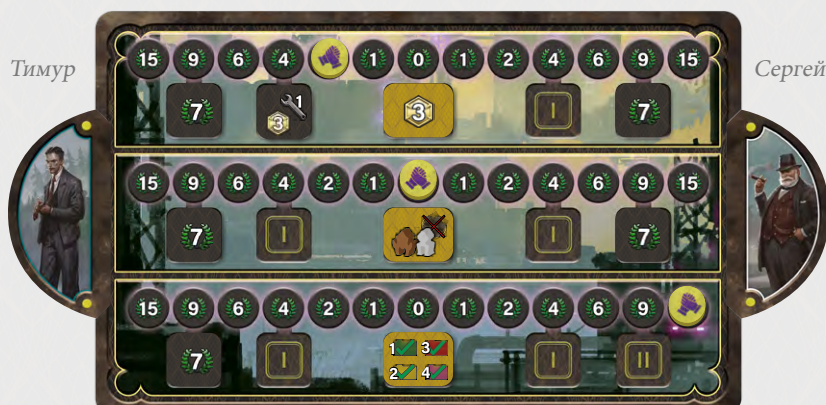 Тимур
Сергей
15 9 6 4 1 0 1 2 4 6 9 15
7 3 1 3 I 7
15 9 6 4 2 1 1 2 4 6 9 15
7 I I 7
15 9 6 4 2 1 0 1 2 4 6 9
7 I 1 3 I II
2 4